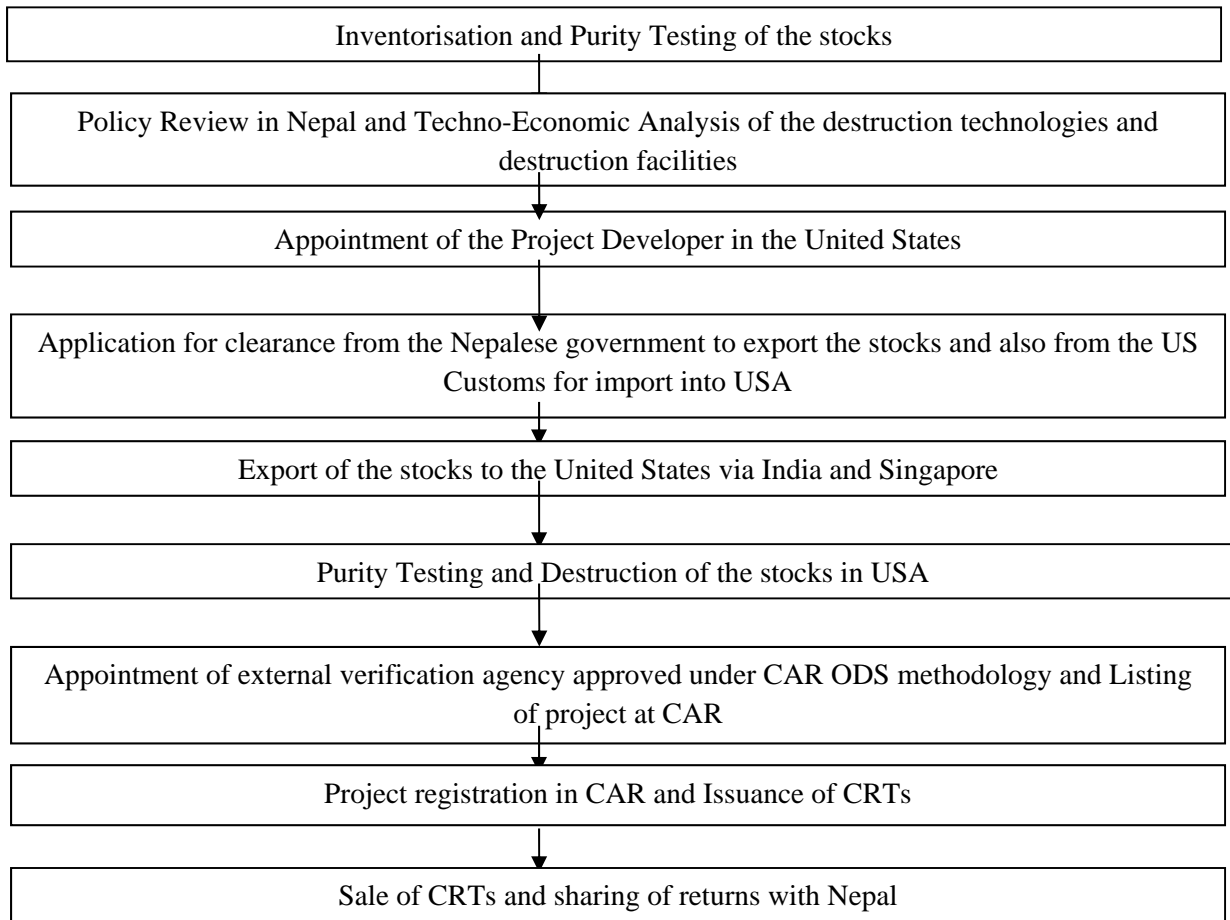 Inventorisation and Purity Testing of the stocks
Policy Review in Nepal and Techno-Economic Analysis of the destruction technologies and
destruction facilities
Appointment of the Project Developer in the United States
Application for clearance from the Nepalese government to export the stocks and also from the US
Customs for import into USA
Export of the stocks to the United States via India and Singapore
Purity Testing and Destruction of the stocks in USA
Appointment of external verification agency approved under CAR ODS methodology and Listing
of project at CAR
Project registration in CAR and Issuance of CRTs
Sale of CRTs and sharing of returns with Nepal